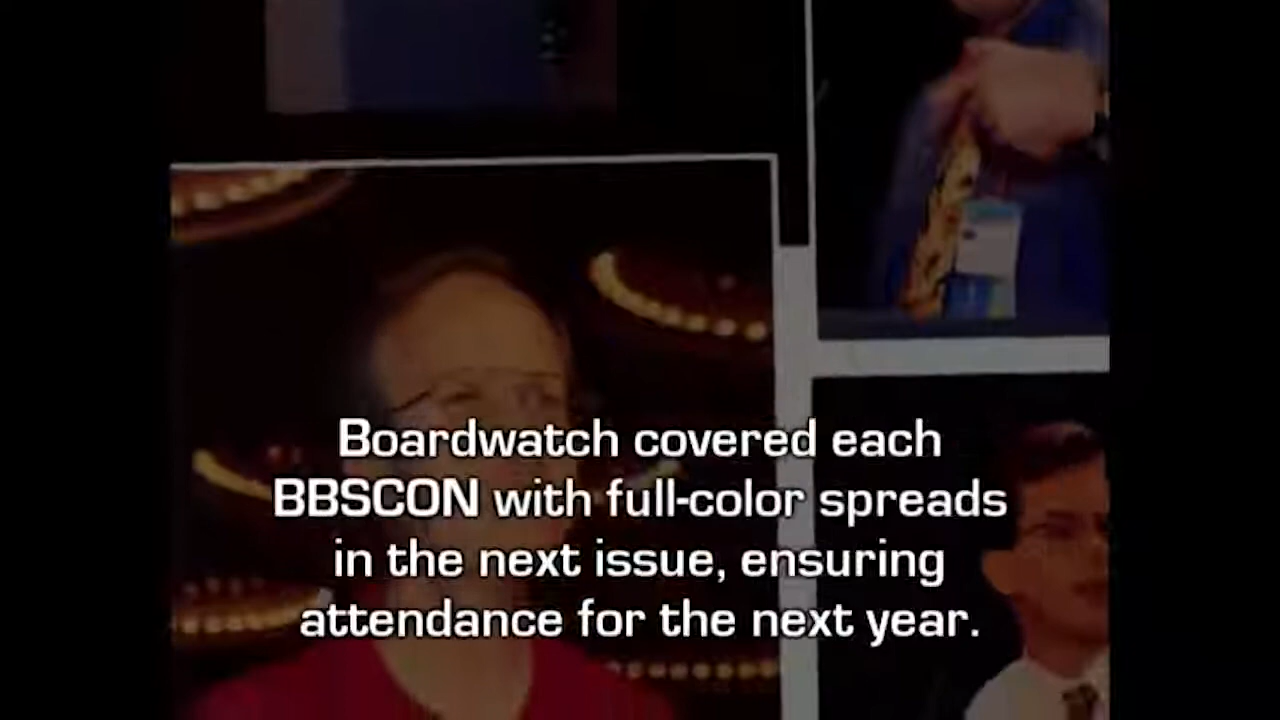 Boardwatch covered each
BBSCON with full-color spreads
in the next issue, ensuring
attendance for the next year.